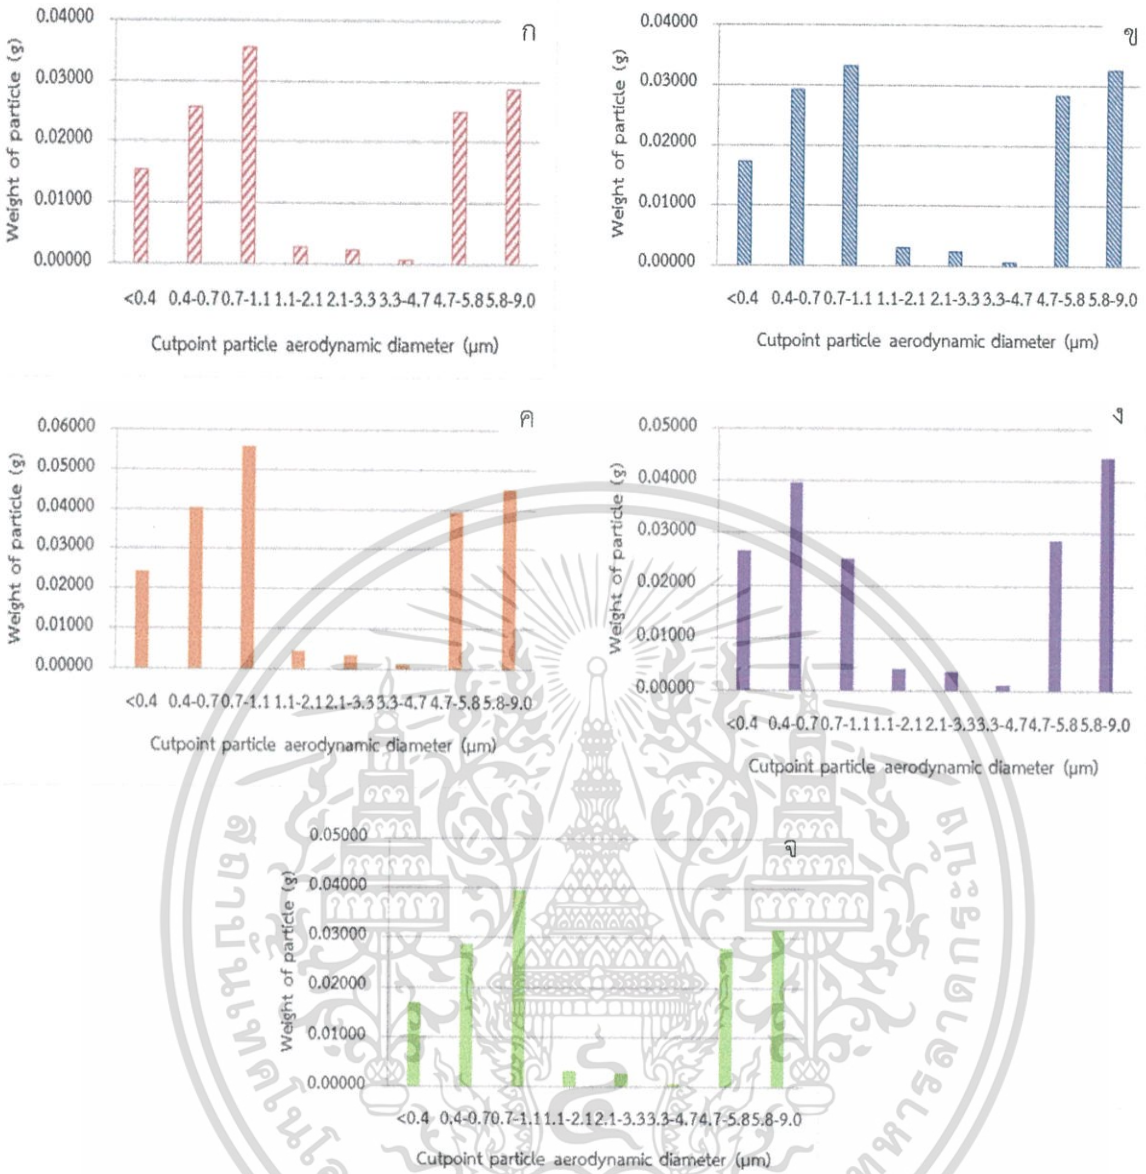 ก
Weight of particle (g)
0.04000
0.03000
0.02000
0.01000
0.00000
<0.4 0.4-0.7 0.7-1.1 1.1-2.1 2.1-3.3 3.3-4.7 4.7-5.8 5.8-9.0
Cutpoint particle aerodynamic diameter (µm)
ข
Weight of particle (g)
0.04000
0.03000
0.02000
0.01000
0.00000
<0.4 0.4-0.7 0.7-1.1 1.1-2.1 2.1-3.3 3.3-4.7 4.7-5.8 5.8-9.0
Cutpoint particle aerodynamic diameter (µm)
ค
Weight of particle (g)
0.06000
0.05000
0.04000
0.03000
0.02000
0.01000
0.00000
<0.4 0.4-0.7 0.7-1.1 1.1-2.1 2.1-3.3 3.3-4.7 4.7-5.8 5.8-9.0
Cutpoint particle aerodynamic diameter (µm)
ง
Weight of particle (g)
0.05000
0.04000
0.03000
0.02000
0.01000
0.00000
<0.4 0.4-0.7 0.7-1.1 1.1-2.1 2.1-3.3 3.3-4.7 4.7-5.8 5.8-9.0
Cutpoint particle aerodynamic diameter (µm)
จ
Weight of particle (g)
0.05000
0.04000
0.03000
0.02000
0.01000
0.00000
<0.4 0.4-0.7 0.7-1.1 1.1-2.1 2.1-3.3 3.3-4.7 4.7-5.8 5.8-9.0
Cutpoint particle aerodynamic diameter (µm)